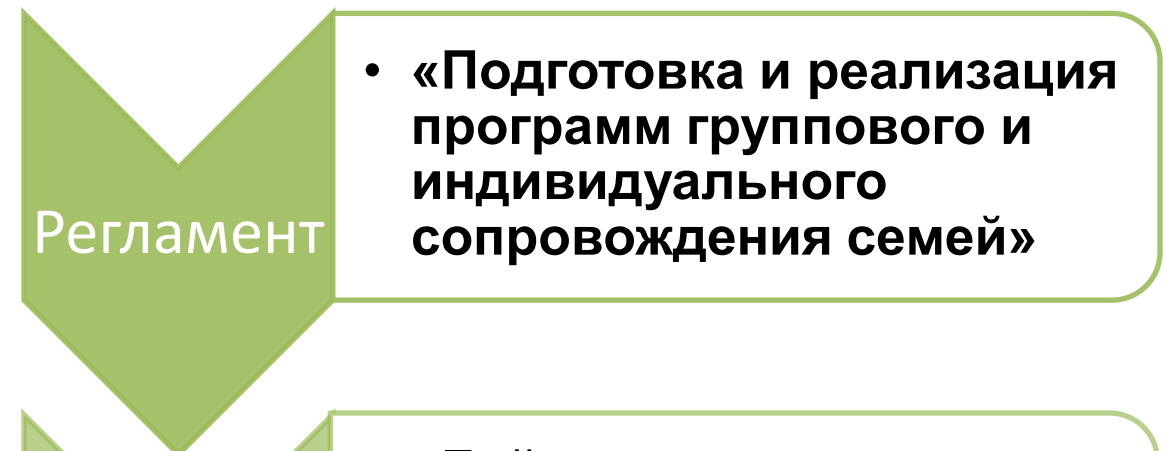 Регламент
• «Подготовка и реализация
программ группового и
индивидуального
сопровождения семей»